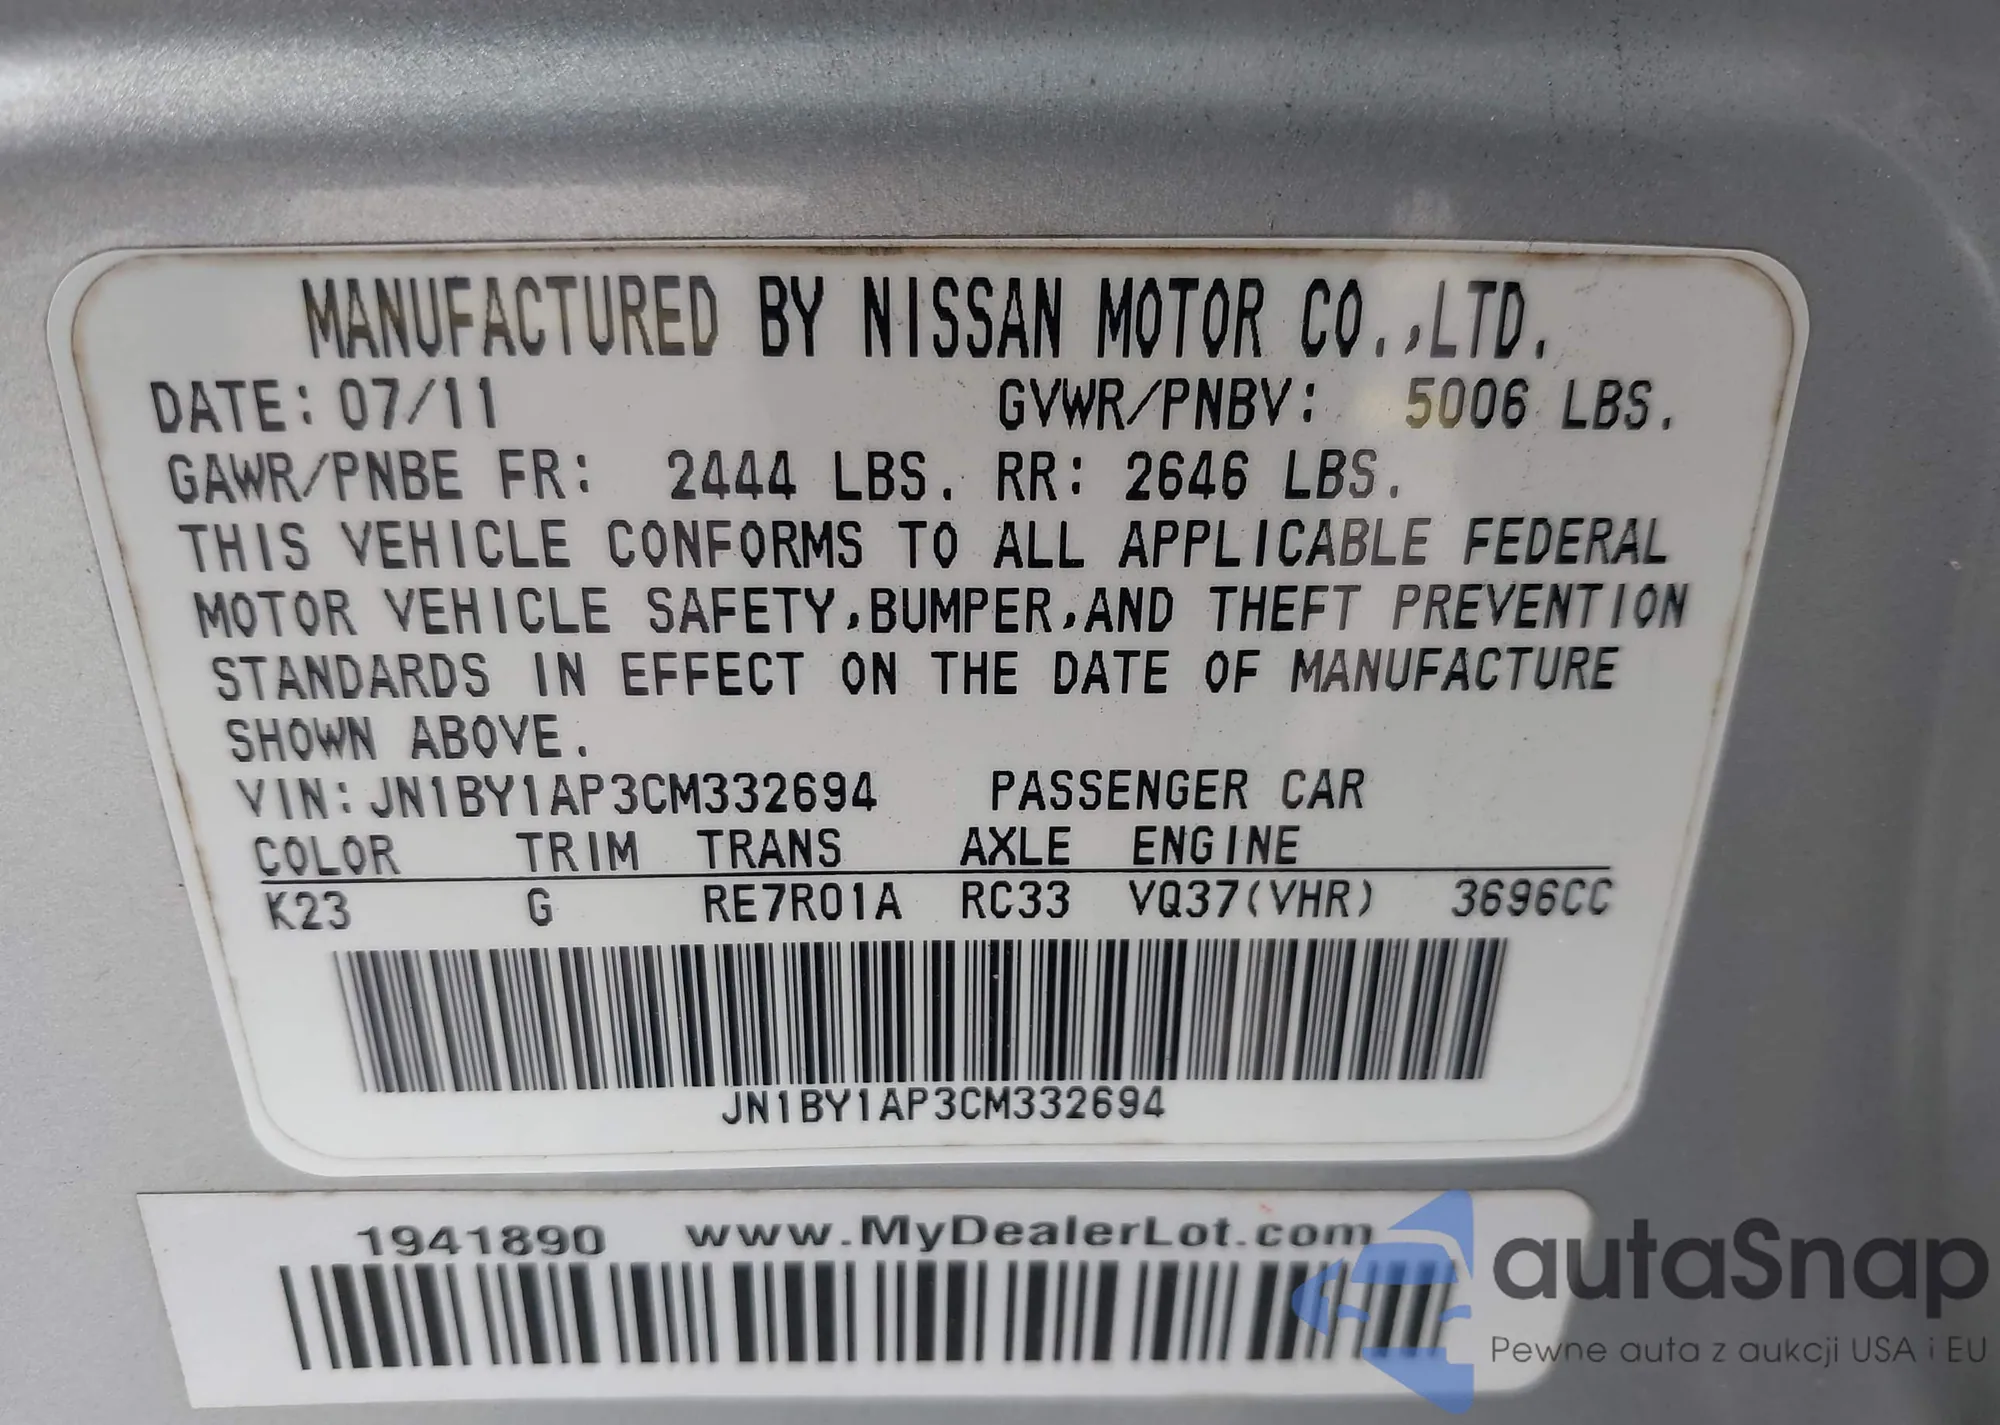 MANUFACTURED BY NISSAN MOTOR CO.,LTD.
DATE: 07/11 GVWR/PNBV: 5006 LBS.
GAWR/PNBE FR: 2444 LBS. RR: 2646 LBS.
THIS VEHICLE CONFORMS TO ALL APPLICABLE FEDERAL
MOTOR VEHICLE SAFETY,BUMPER,AND THEFT PREVENTION
STANDARDS IN EFFECT ON THE DATE OF MANUFACTURE
SHOWN ABOVE.
VIN:JN1BY1AP3CM332694 PASSENGER CAR
COLOR TRIM TRANS AXLE ENGINE
K23 G RE7R01A RC33 VQ37(VHR) 3696CC
JN1BY1AP3CM332694
1941890 www.MyDealerLot.com
autaSnap
Pewne auta z aukcji USA i EU